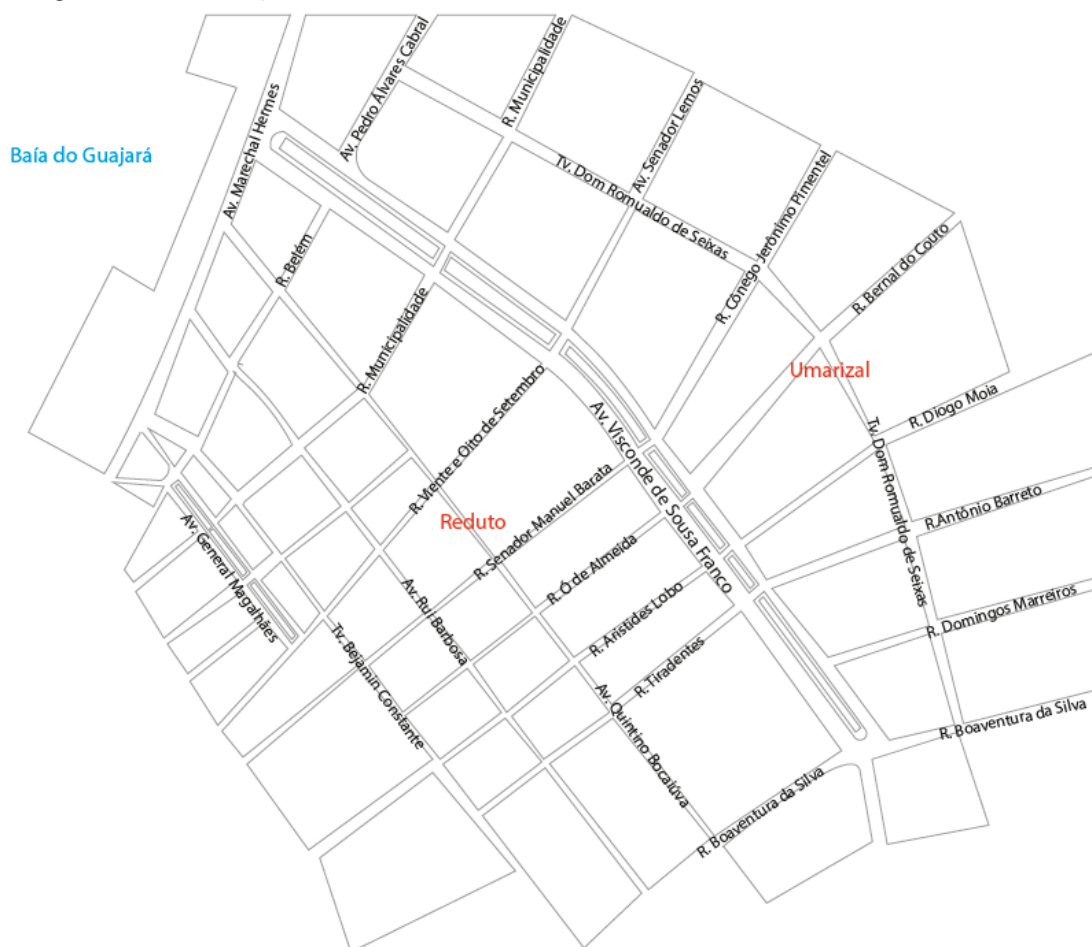 Av. Pedro Álvares Cabral
R. Municipalidade
Av. Senador Lemos
Av. Marechal Hermes
Baía do Guajará
Tv. Dom Romualdo de Seixas
R. Cônego Jerônimo Pimentel
R. Belém
R. Bernal do Couto
R. Municipalidade
Umarizal
R. Diogo Moia
R. Viente e Oito de Setembro
Av. Visconde de Sousa Franco
Tv. Dom Romualdo de Seixas
R. Senador Manuel Barata
Reduto
R.Antônio Barreto
Av. General Magalhães
R. Ó de Almeida
Av. Rui Barbosa
R. Aristides Lobo
R. Domingos Marreiros
Tv. Bejamin Constante
R. Tiradentes
Av. Quintino Bocaiúva
R. Boaventura da Silva
R. Boaventura da Silva